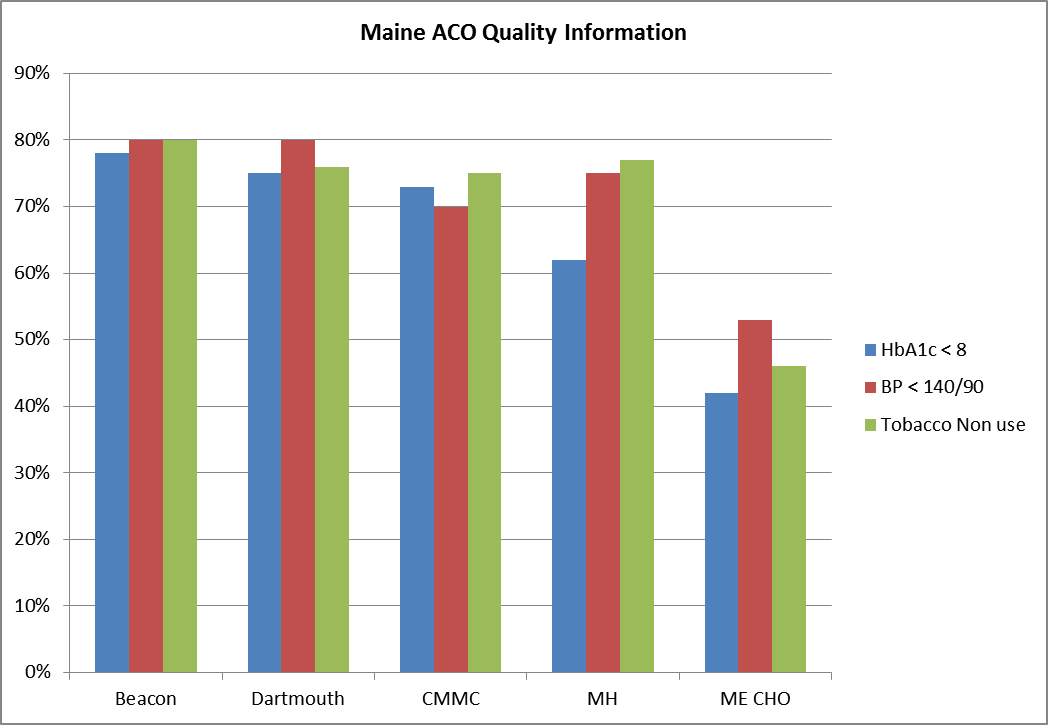 Maine ACO Quality Information
90%
80%
70%
60%
50%
40%
30%
20%
10%
0%
Beacon Dartmouth CMMC MH ME CHO
HbA1c < 8
BP < 140/90
Tobacco Non use